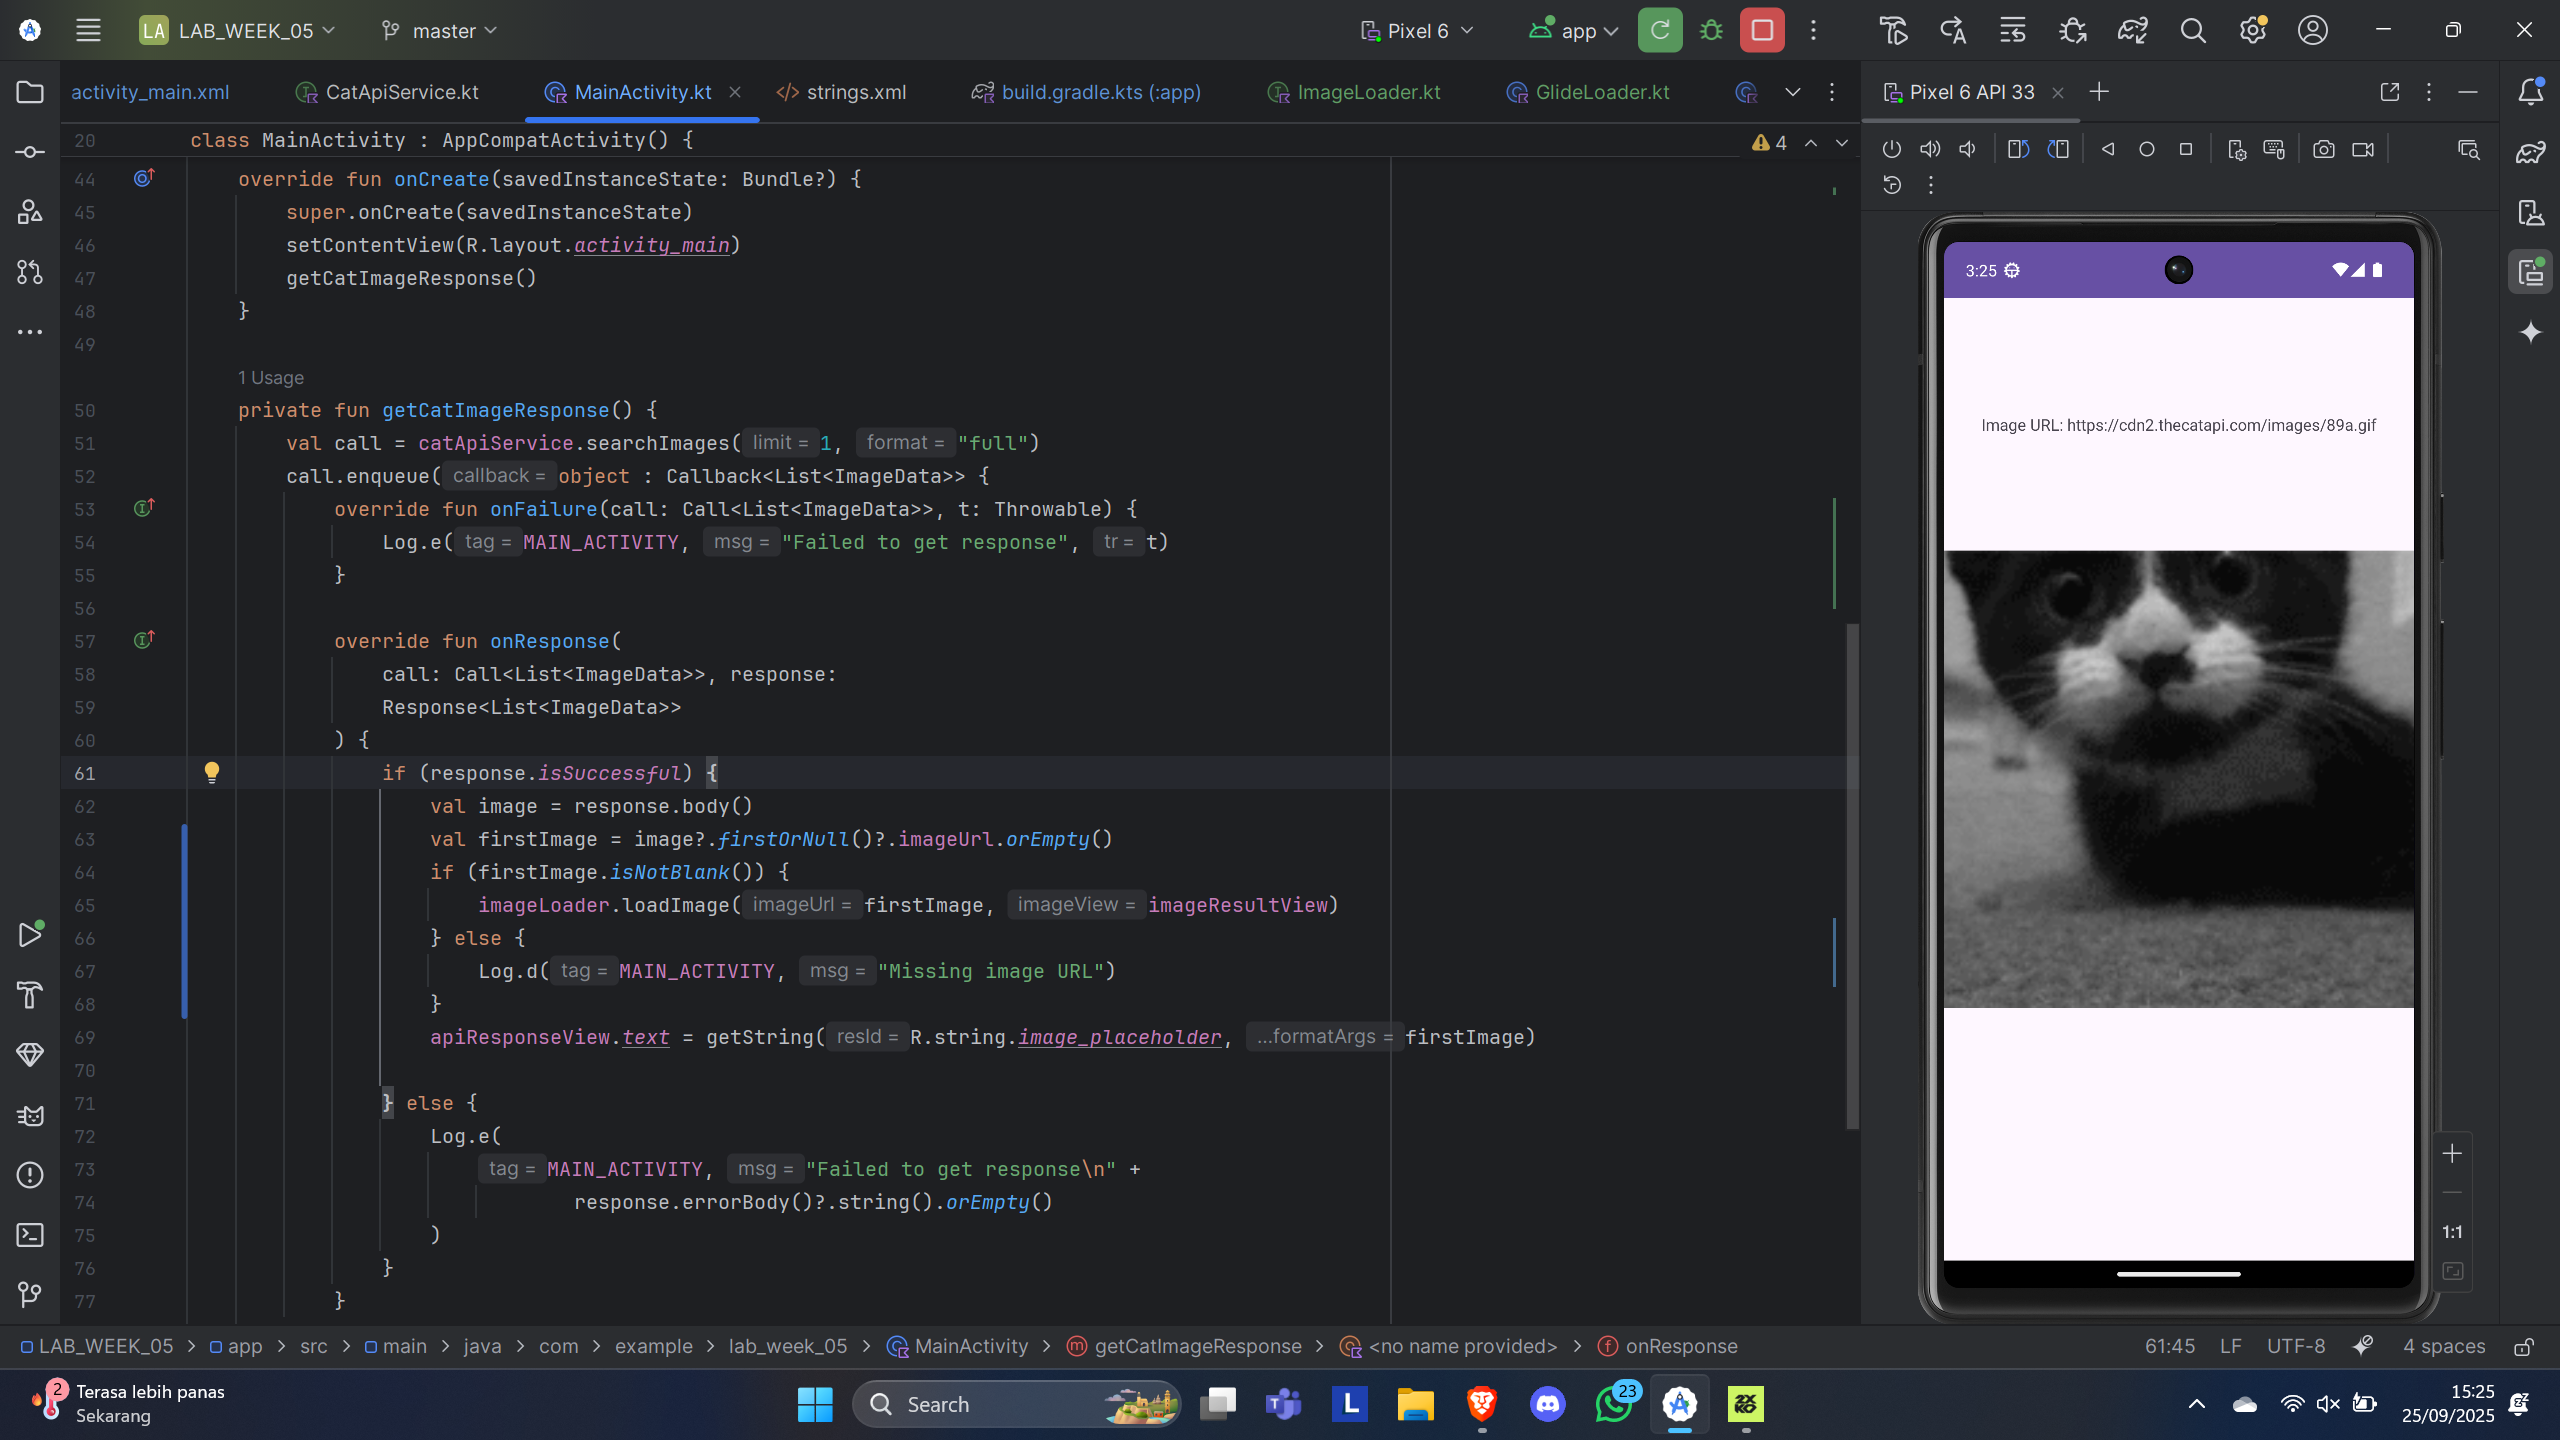 LA LAB_WEEK_05 master Pixel 6 app
activity_main.xml CatApiService.kt MainActivity.kt strings.xml build.gradle.kts (:app) ImageLoader.kt GlideLoader.kt Pixel 6 API 33
20 class MainActivity : AppCompatActivity() { 4
44 override fun onCreate(savedInstanceState: Bundle?) {
45 super.onCreate(savedInstanceState)
46 setContentView(R.layout.activity_main)
47 getCatImageResponse()
48 }
49
1 Usage
50 private fun getCatImageResponse() {
51 val call = catApiService.searchImages( limit = 1, format = "full")
52 call.enqueue( callback = object : Callback<List<ImageData>> {
53 override fun onFailure(call: Call<List<ImageData>>, t: Throwable) {
54 Log.e( tag = MAIN_ACTIVITY, msg = "Failed to get response", tr = t)
55 }
56
57 override fun onResponse(
58 call: Call<List<ImageData>>, response:
59 Response<List<ImageData>>
60 ) {
61 if (response.isSuccessful) {
62 val image = response.body()
63 val firstImage = image?.firstOrNull()?.imageUrl.orEmpty()
64 if (firstImage.isNotBlank()) {
65 imageLoader.loadImage( imageUrl = firstImage, imageView = imageResultView)
66 } else {
67 Log.d( tag = MAIN_ACTIVITY, msg = "Missing image URL")
68 }
69 apiResponseView.text = getString( resId = R.string.image_placeholder, ...formatArgs = firstImage)
70
71 } else {
72 Log.e(
73 tag = MAIN_ACTIVITY, msg = "Failed to get response\n" +
74 response.errorBody()?.string().orEmpty()
75 )
76 }
77 }
3:25
Image URL: https://cdn2.thecatapi.com/images/89a.gif
1:1
LAB_WEEK_05 > app > src > main > java > com > example > lab_week_05 > MainActivity > getCatImageResponse > <no name provided> > onResponse 61:45 LF UTF-8 4 spaces
2 Terasa lebih panas
Sekarang
Search
L
23
15:25
25/09/2025